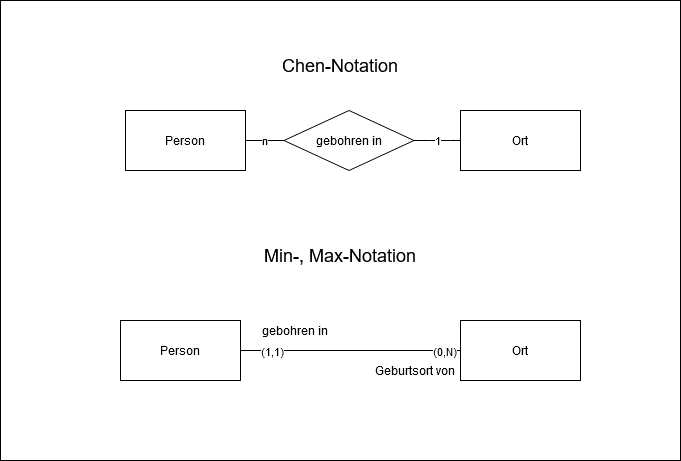 Chen-Notation
Person
n
gebohren in
1
Ort
Min-, Max-Notation
gebohren in
Person
(1,1)
(0,N)
Ort
Geburtsort von